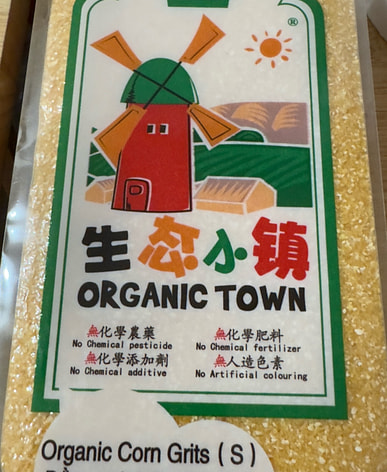 ®
生态小镇
ORGANIC TOWN
無化學農藥
No Chemical pesticide
無化學肥料
No Chemical fertilizer
無化學添加劑
No Chemical additive
無人造色素
No Artificial colouring
Organic Corn Grits ( S )